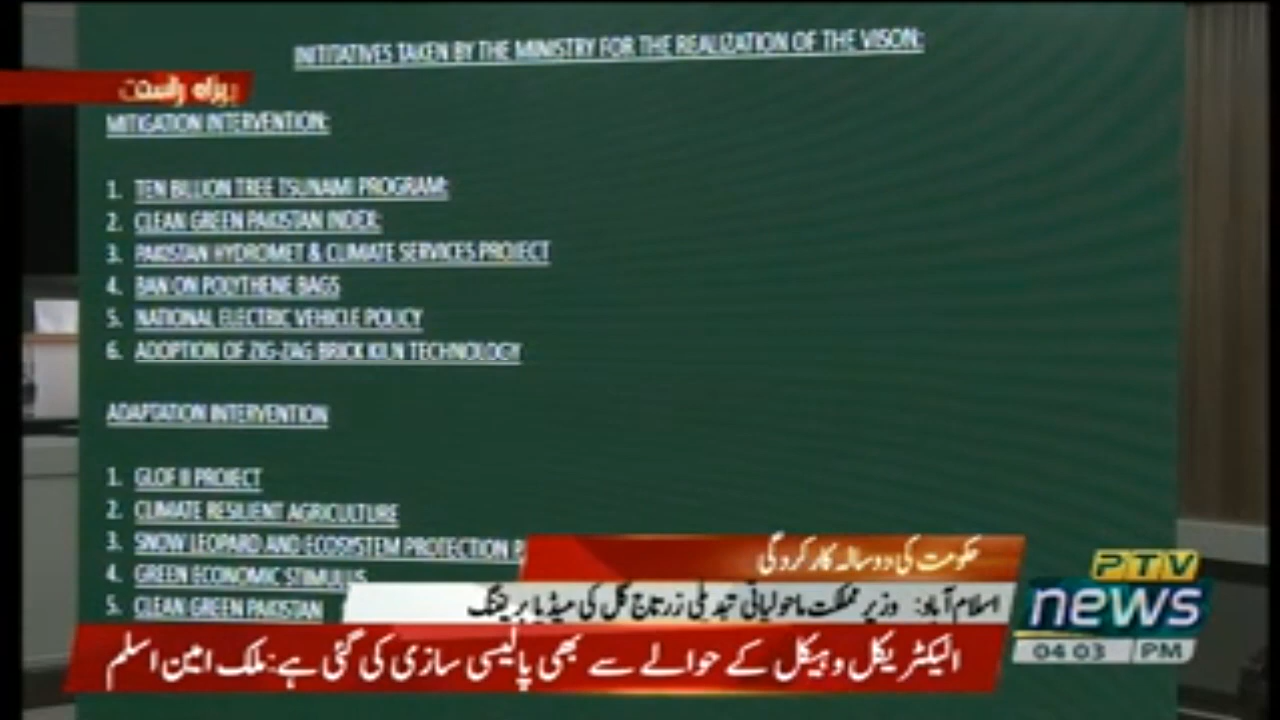 INITITATIVES TAKEN BY THE MINISTRY FOR THE REALIZATION OF THE VISON:
براہ راست
MITIGATION INTERVENTION:
1. TEN BILLION TREE TSUNAMI PROGRAM:
2. CLEAN GREEN PAKISTAN INDEX:
3. PAKISTAN HYDROMET & CLIMATE SERVICES PROJECT
4. BAN ON POLYTHENE BAGS
5. NATIONAL ELECTRIC VEHICLE POLICY
6. ADOPTION OF ZIG-ZAG BRICK KILN TECHNOLOGY
ADAPTATION INTERVENTION
1. GLOF II PROJECT
2. CLIMATE RESILIENT AGRICULTURE
3. SNOW LEOPARD AND ECOSYSTEM PROTECTION P
4. GREEN ECONOMIC STIMULUS
5. CLEAN GREEN PAKISTAN
حکومت کی دو سالہ کارکردگی
اسلام آباد: وزیر مملکت ماحولیاتی تبدیلی زرتاج گل کی میڈیا بریفنگ
الیکٹریکل وہیکل کے حوالے سے بھی پالیسی سازی کی گئی ہے:ملک امین اسلم
PTV
news
04 03 PM